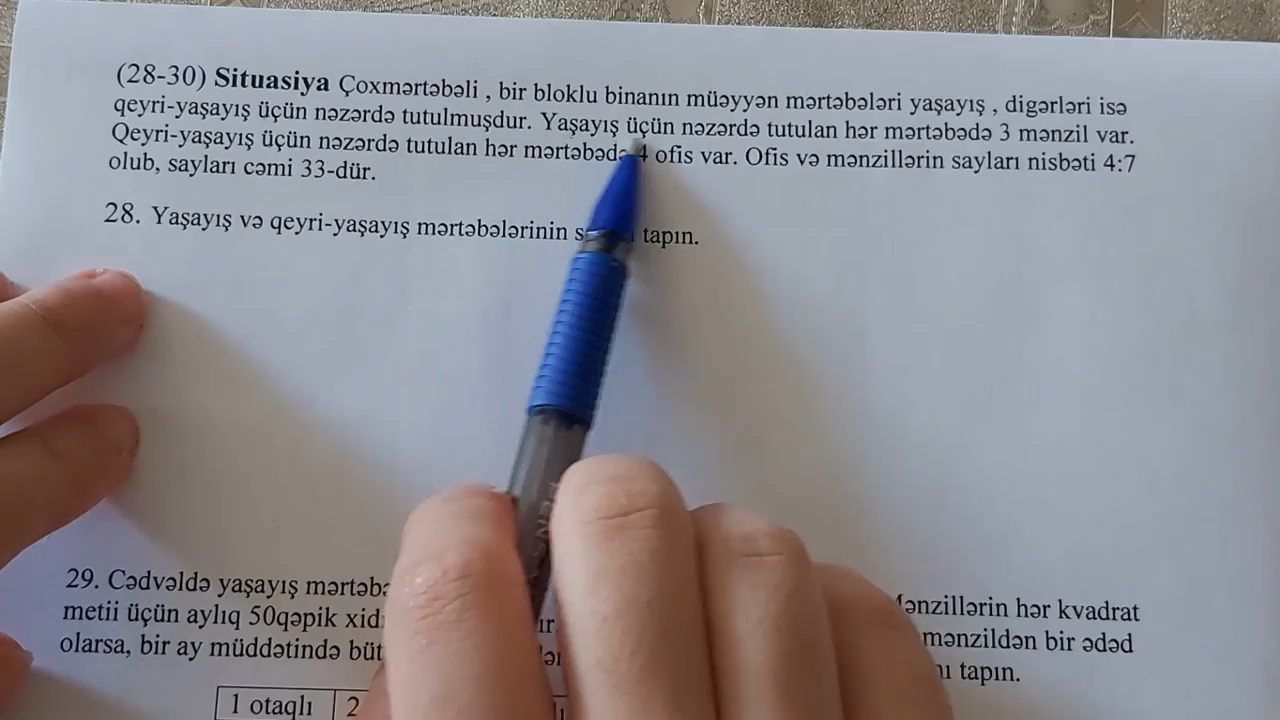 (28-30) Situasiya Çoxmərtəbəli , bir bloklu binanın müəyyən mərtəbələri yaşayış , digərləri isə
qeyri-yaşayış üçün nəzərdə tutulmuşdur. Yaşayış üçün nəzərdə tutulan hər mərtəbədə 3 mənzil var.
Qeyri-yaşayış üçün nəzərdə tutulan hər mərtəbədə 4 ofis var. Ofis və mənzillərin sayları nisbəti 4:7
olub, sayları cəmi 33-dür.
28. Yaşayış və qeyri-yaşayış mərtəbələrinin tapın.
29. Cədvəldə yaşayış Mənzillərin hər kvadrat
metii üçün aylıq 50qəpik mənzildən bir ədəd
olarsa, bir ay müddətində tapın.
1 otaqlı 2